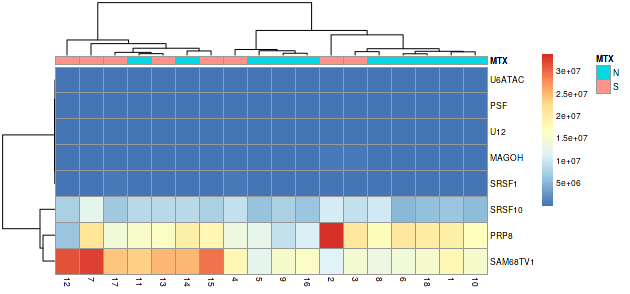 MTX
U6ATAC
PSF
U12
MAGOH
SRSF1
SRSF10
PRP8
SAM68TV1
12 7 17 11 13 14 15 4 5 9 16 2 3 8 6 18 1 10
3e+07
2.5e+07
2e+07
1.5e+07
1e+07
5e+06
MTX
N
S